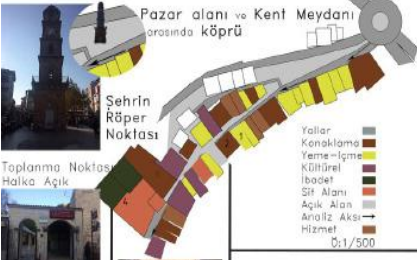 Pazar alanı ve Kent Meydanı
arasında köprü
Şehrin
Röper
Noktası
Toplanma Noktası
Halka Açık
Yollar
Konaklama
Yeme-İçme
Kültürel
İbadet
Sit Alanı
Açık Alan
Analiz Aksı
Hizmet
Ö:1/500